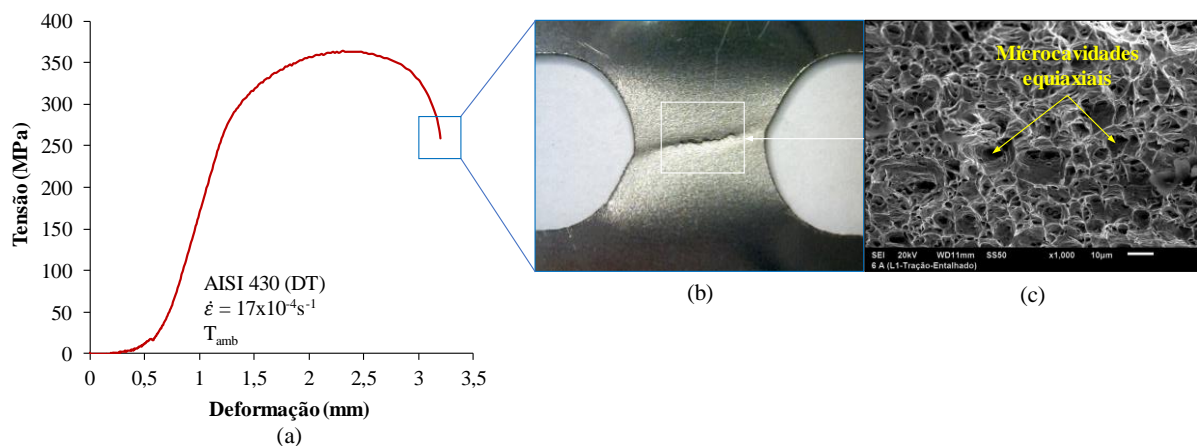 400
350
300
250
200
150
100
50
0
Tensão (MPa)
AISI 430 (DT)
ε̇ = 17x10⁻⁴s⁻¹
Tamb
0 0,5 1 1,5 2 2,5 3 3,5
Deformação (mm)
(a)
(b)
Microcavidades
equiaxiais
SEI 20kV WD11mm SS50 x1,000 10µm
6 A (L1-Tração-Entalhado)
(c)